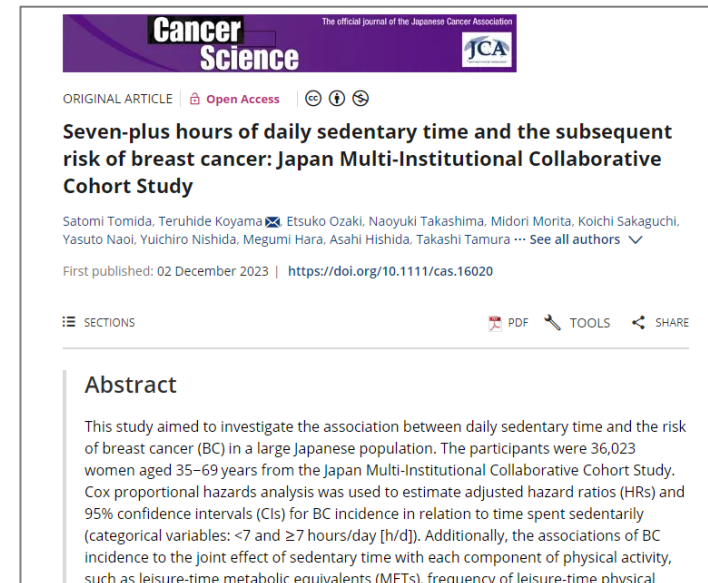 Cancer
Science
The official journal of the Japanese Cancer Association
JCA
ORIGINAL ARTICLE Open Access
Seven-plus hours of daily sedentary time and the subsequent
risk of breast cancer: Japan Multi-Institutional Collaborative
Cohort Study
Satomi Tomida, Teruhide Koyama, Etsuko Ozaki, Naoyuki Takashima, Midori Morita, Koichi Sakaguchi,
Yasuto Naoi, Yuichiro Nishida, Megumi Hara, Asahi Hishida, Takashi Tamura ··· See all authors
First published: 02 December 2023 | https://doi.org/10.1111/cas.16020
SECTIONS PDF TOOLS SHARE
Abstract
This study aimed to investigate the association between daily sedentary time and the risk
of breast cancer (BC) in a large Japanese population. The participants were 36,023
women aged 35–69 years from the Japan Multi-Institutional Collaborative Cohort Study.
Cox proportional hazards analysis was used to estimate adjusted hazard ratios (HRs) and
95% confidence intervals (CIs) for BC incidence in relation to time spent sedentarily
(categorical variables: <7 and ≥7 hours/day [h/d]). Additionally, the associations of BC
incidence to the joint effect of sedentary time with each component of physical activity,
such as leisure-time metabolic equivalents (METs), frequency of leisure-time physical